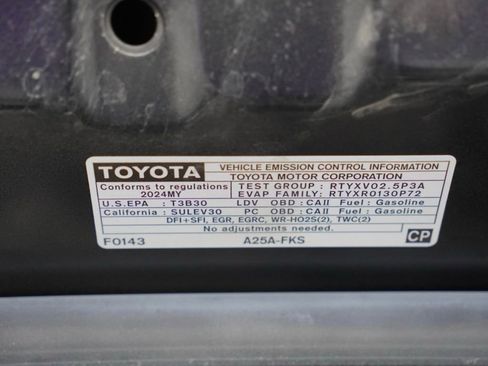 TOYOTA VEHICLE EMISSION CONTROL INFORMATION
TOYOTA MOTOR CORPORATION
Conforms to regulations
2024MY
TEST GROUP : RTYXV02.5P3A
EVAP FAMILY: RTYXR0130P72
U.S.EPA : T3B30 LDV OBD : CAII Fuel : Gasoline
California : SULEV30 PC OBD : CAII Fuel : Gasoline
DFI+SFI, EGR, EGRC, WR-HO2S(2), TWC(2)
No adjustments needed.
F0143 A25A-FKS CP